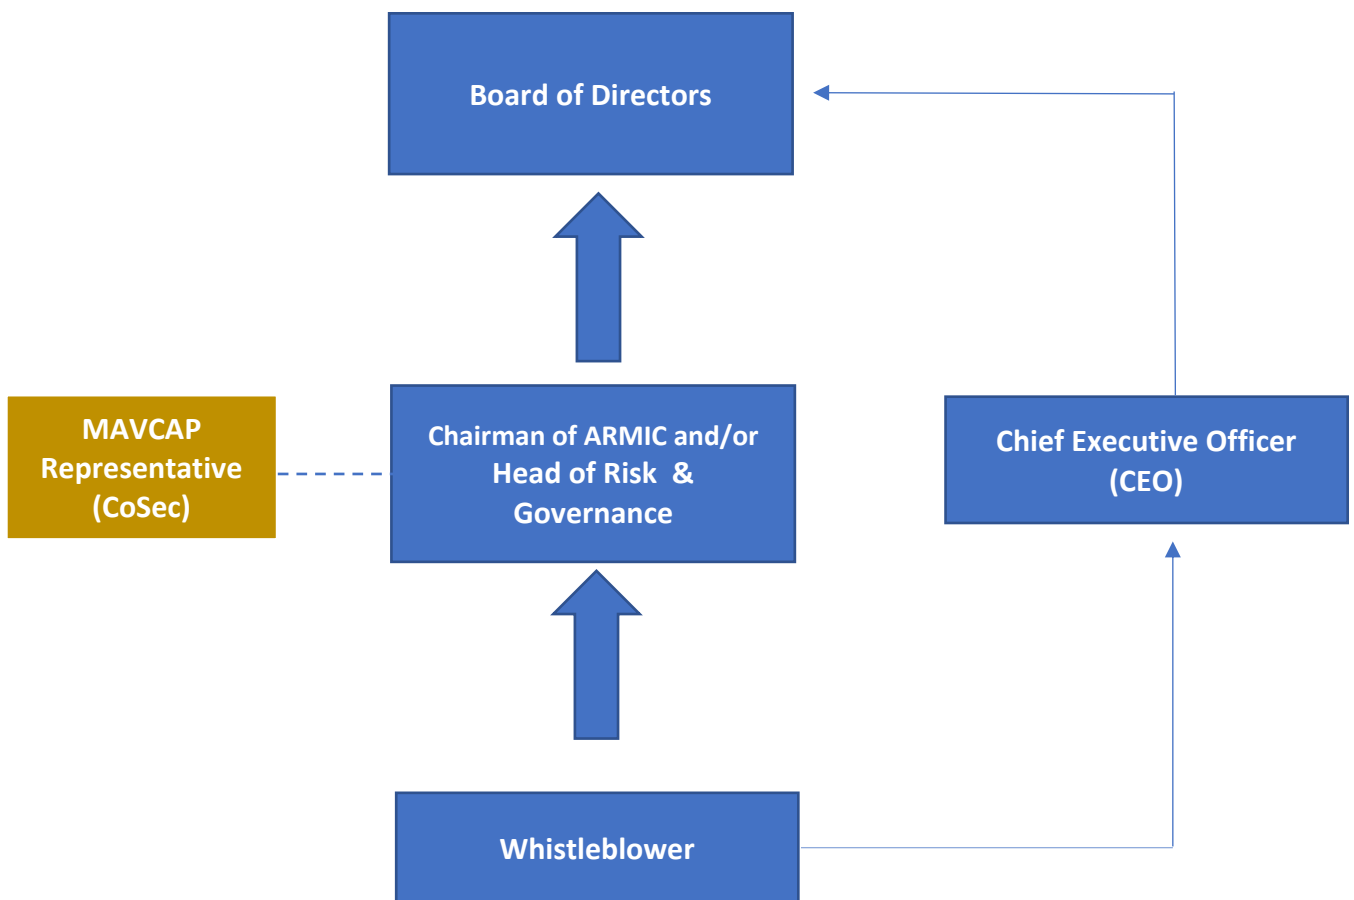 Board of Directors
MAVCAP
Representative
(CoSec)
Chairman of ARMIC and/or
Head of Risk &
Governance
Chief Executive Officer
(CEO)
Whistleblower